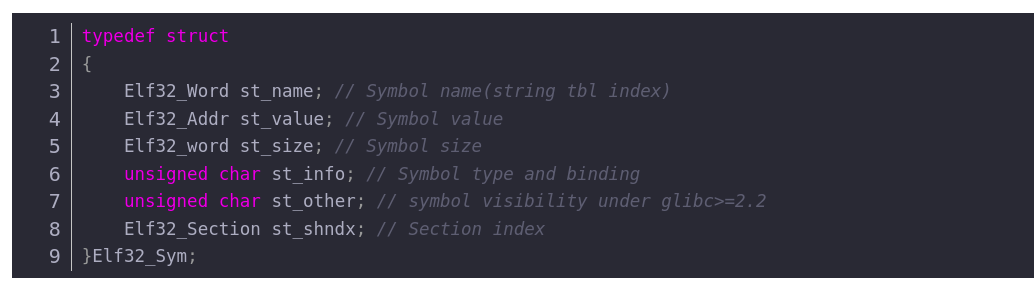 1 typedef struct
2 {
3 Elf32_Word st_name; // Symbol name(string tbl index)
4 Elf32_Addr st_value; // Symbol value
5 Elf32_word st_size; // Symbol size
6 unsigned char st_info; // Symbol type and binding
7 unsigned char st_other; // symbol visibility under glibc>=2.2
8 Elf32_Section st_shndx; // Section index
9 }Elf32_Sym;